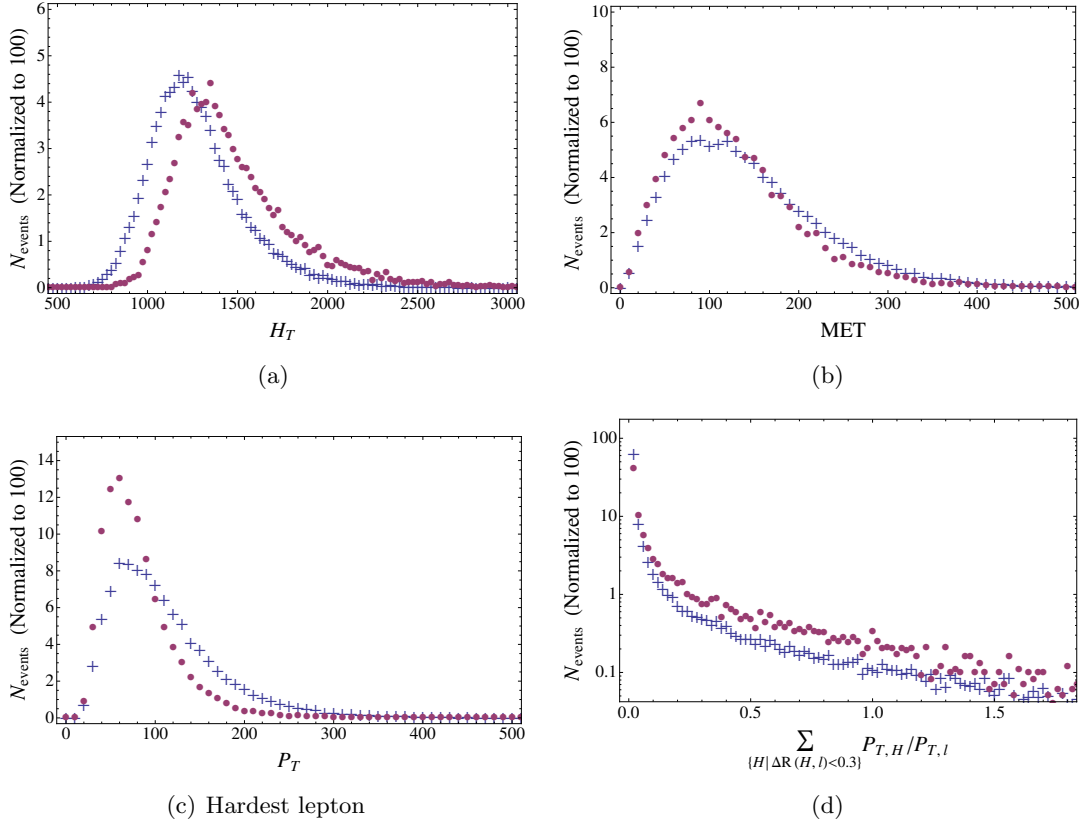 N_events (Normalized to 100)
6
5
4
3
2
1
0
500 1000 1500 2000 2500 3000
H_T
(a)
N_events (Normalized to 100)
10
8
6
4
2
0
0 100 200 300 400 500
MET
(b)
N_events (Normalized to 100)
14
12
10
8
6
4
2
0
0 100 200 300 400 500
P_T
(c) Hardest lepton
N_events (Normalized to 100)
100
10
1
0.1
0.0 0.5 1.0 1.5
∑ P_{T,H}/P_{T,l}
{H|ΔR(H,l)<0.3}
(d)